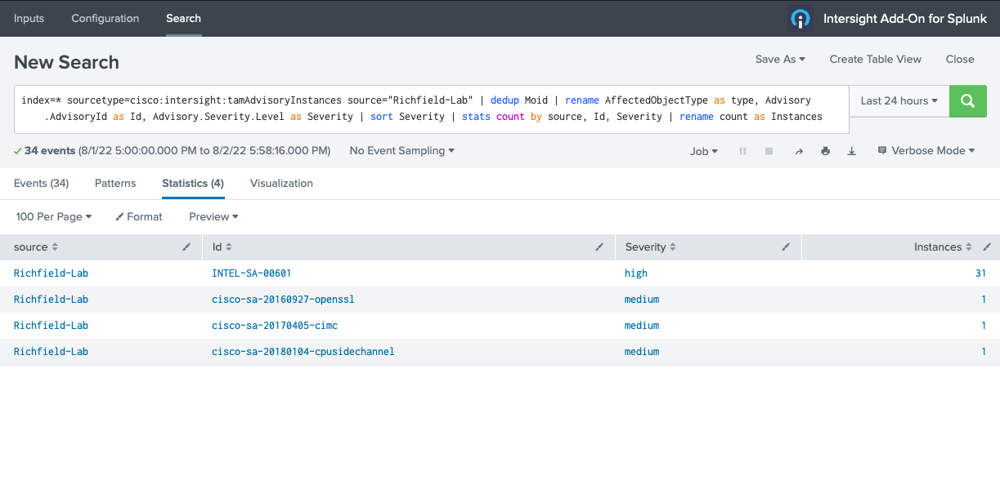 Inputs Configuration Search Intersight Add-On for Splunk
New Search Save As Create Table View Close
index=* sourcetype=cisco:intersight:tamAdvisoryInstances source="Richfield-Lab" | dedup Moid | rename AffectedObjectType as type, Advisory
.AdvisoryId as Id, Advisory.Severity.Level as Severity | sort Severity | stats count by source, Id, Severity | rename count as Instances
Last 24 hours
34 events (8/1/22 5:00:00.000 PM to 8/2/22 5:58:16.000 PM) No Event Sampling Job Verbose Mode
Events (34) Patterns Statistics (4) Visualization
100 Per Page Format Preview
source Id Severity Instances
Richfield-Lab INTEL-SA-00601 high 31
Richfield-Lab cisco-sa-20160927-openssl medium 1
Richfield-Lab cisco-sa-20170405-cimc medium 1
Richfield-Lab cisco-sa-20180104-cpusidechannel medium 1